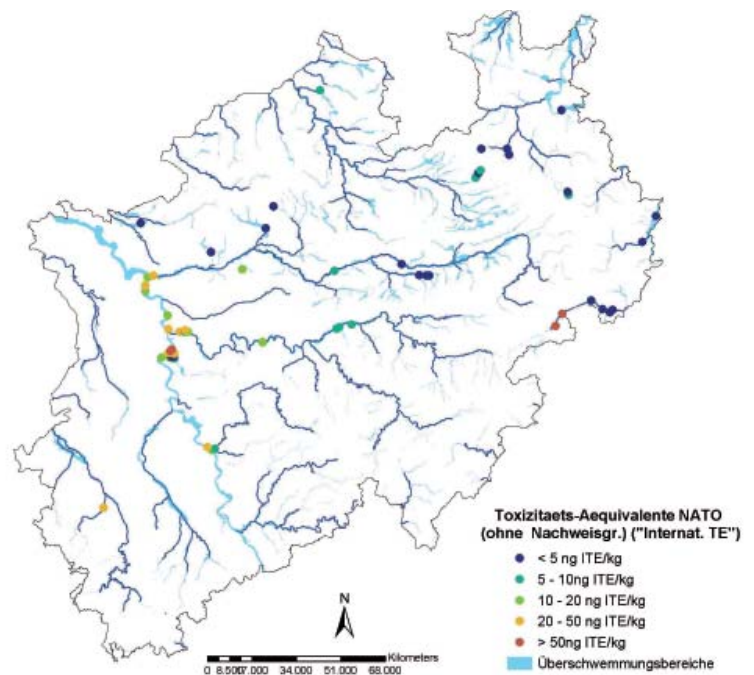 Toxizitaets-Aequivalente NATO
(ohne Nachweisgr.) ("Internat. TE")
< 5 ng ITE/kg
5 - 10ng ITE/kg
10 - 20 ng ITE/kg
20 - 50 ng ITE/kg
> 50ng ITE/kg
Überschwemmungsbereiche
N
Kilometers
0 8.500 17.000 34.000 51.000 68.000